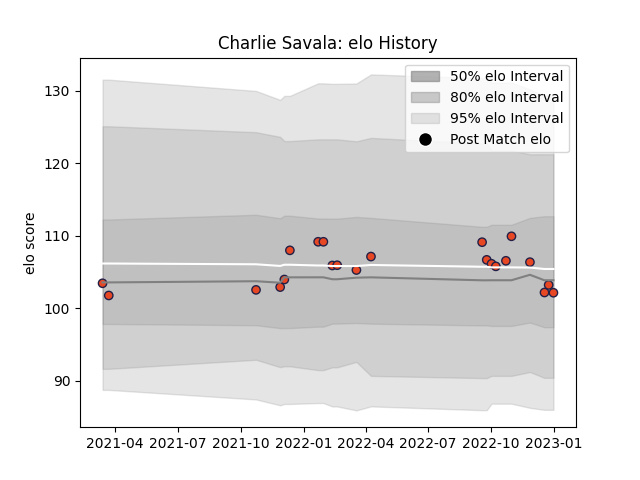 Charlie Savala: elo History
50% elo Interval
80% elo Interval
95% elo Interval
Post Match elo
elo score
130
120
110
100
90
2021-04 2021-07 2021-10 2022-01 2022-04 2022-07 2022-10 2023-01